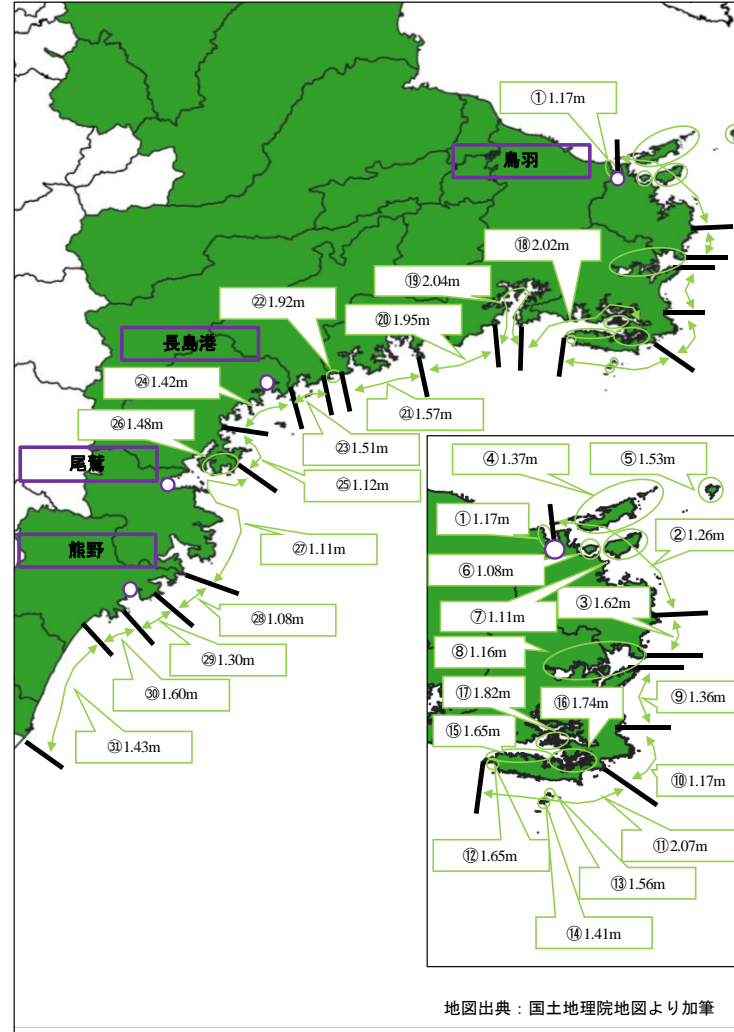 ①1.17m
鳥羽
⑱2.02m
⑲2.04m
㉒1.92m
⑳1.95m
長島港
㉔1.42m
㉑1.57m
㉖1.48m
㉓1.51m
尾鷲
㉕1.12m
㉗1.11m
熊野
㉘1.08m
㉙1.30m
㉚1.60m
㉛1.43m
④1.37m
⑤1.53m
①1.17m
②1.26m
⑥1.08m
⑦1.11m
③1.62m
⑧1.16m
⑰1.82m
⑯1.74m
⑨1.36m
⑮1.65m
⑩1.17m
⑪2.07m
⑫1.65m
⑬1.56m
⑭1.41m
地図出典：国土地理院地図より加筆